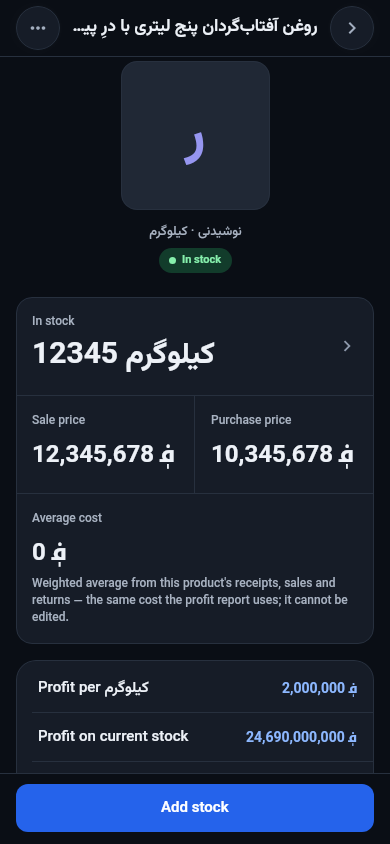 روغن آفتاب‌گردان پنج لیتری با درِ پیـ...
ر
نوشیدنی · کیلوگرم
In stock
In stock
12345 کیلوگرم
Sale price
Purchase price
12,345,678 ؋
10,345,678 ؋
Average cost
0 ؋
Weighted average from this product's receipts, sales and
returns — the same cost the profit report uses; it cannot be
edited.
Profit per کیلوگرم
2,000,000 ؋
Profit on current stock
24,690,000,000 ؋
Add stock